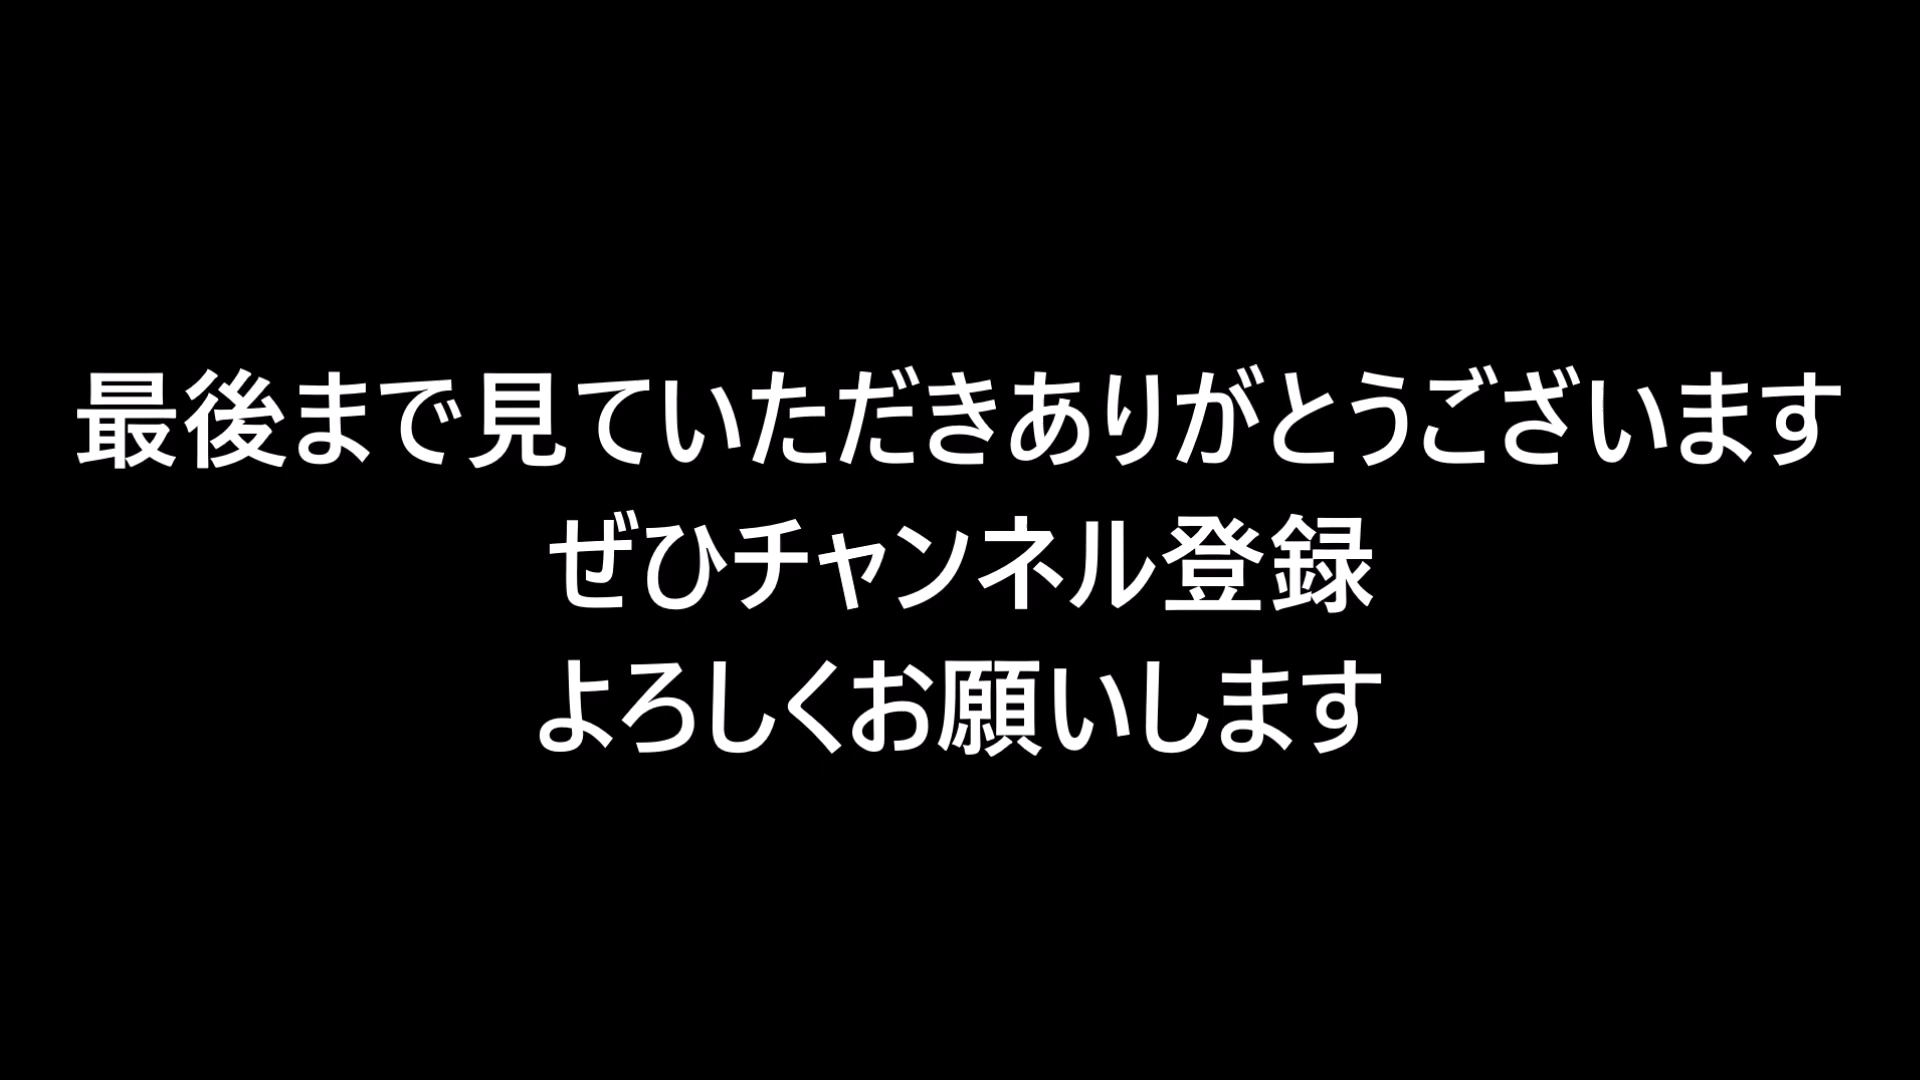 最後まで見ていただきありがとうございます
ぜひチャンネル登録
よろしくお願いします